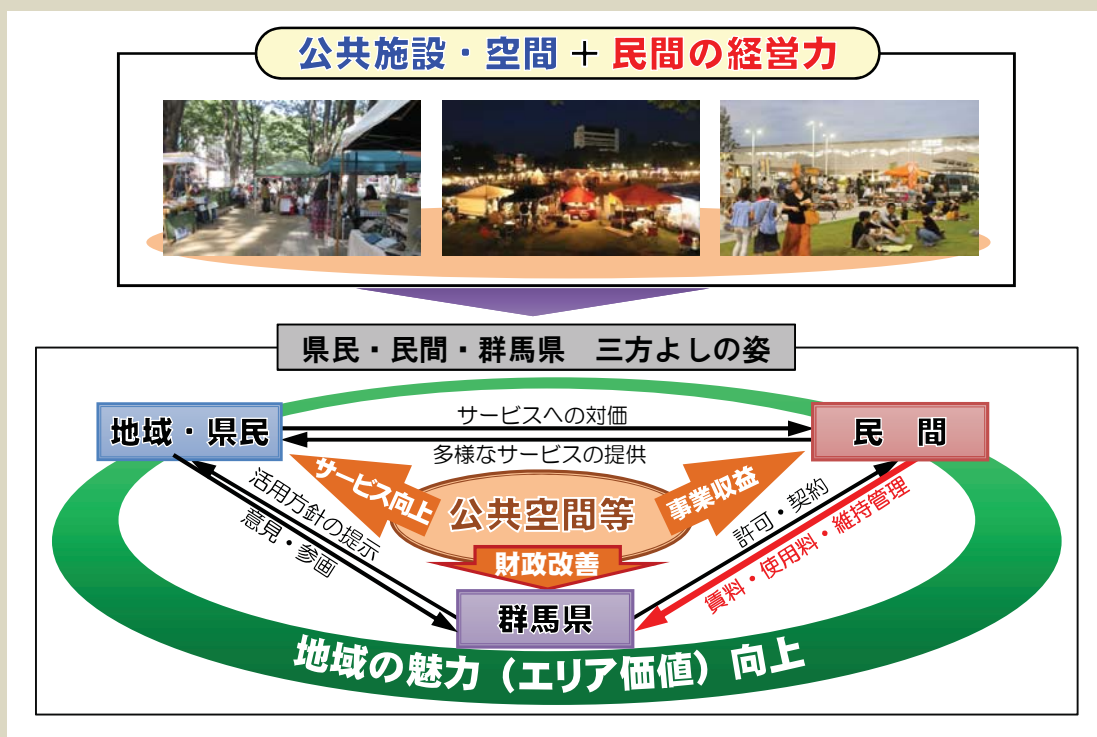 公共施設・空間 + 民間の経営力
県民・民間・群馬県 三方よしの姿
地域・県民
サービスへの対価
多様なサービスの提供
民 間
サービス向上
公共空間等
事業収益
財政改善
活用方針の提示
意見・参画
許可・契約
賃料・使用料・維持管理
群馬県
地域の魅力（エリア価値）向上